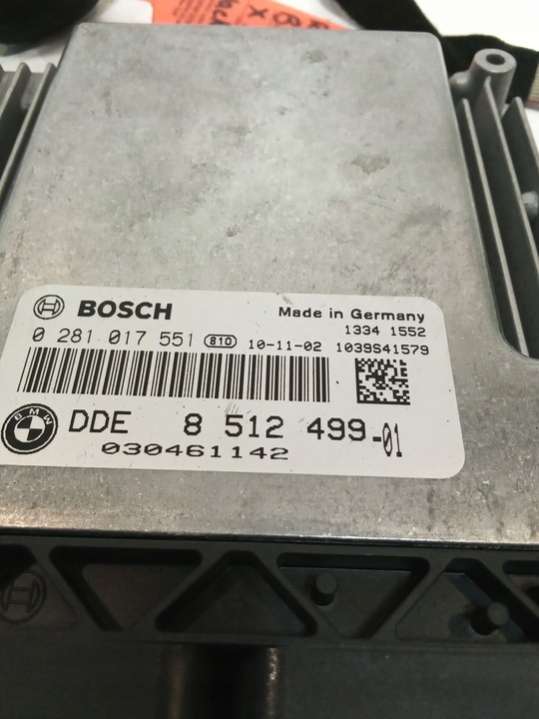 BOSCH
Made in Germany
0 281 017 551 810 10-11-02
1334 1552
1039S41579
BMW
DDE 8 512 499-01
030461142